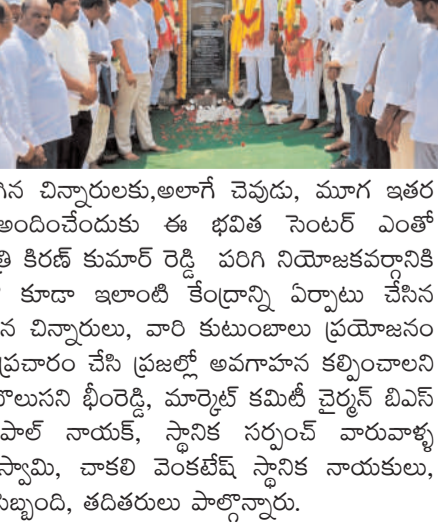 గిన చిన్నారులకు,అలాగే చెవుడు, మూగ ఇతర
అందించేందుకు ఈ భవిత సెంటర్ ఎంతో
త్రి కిరణ్ కుమార్ రెడ్డి పరిగి నియోజకవర్గానికి
కూడా ఇలాంటి కేంద్రాన్ని ఏర్పాటు చేసిన
న చిన్నారులు, వారి కుటుంబాలు ప్రయోజనం
ప్రచారం చేసి ప్రజల్లో అవగాహన కల్పించాలని
పొలుసని భీంరెడ్డి, మార్కెట్ కమిటీ చైర్మన్ బిఎస్
పాల్ నాయక్, స్థానిక సర్పంచ్ వారువాళ్ళ
స్వామి, చాకలి వెంకటేష్ స్థానిక నాయకులు,
సిబ్బంది, తదితరులు పాల్గొన్నారు.